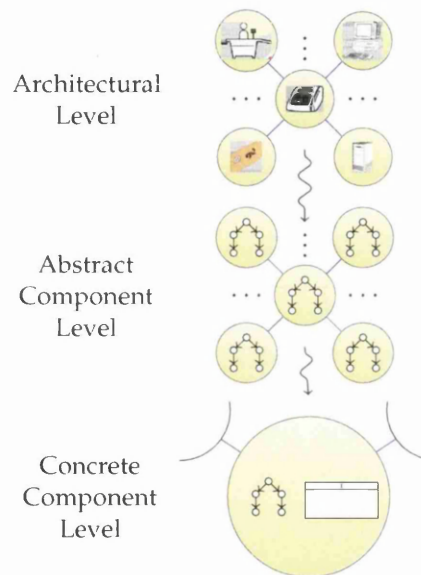 Architectural
Level
Abstract
Component
Level
Concrete
Component
Level